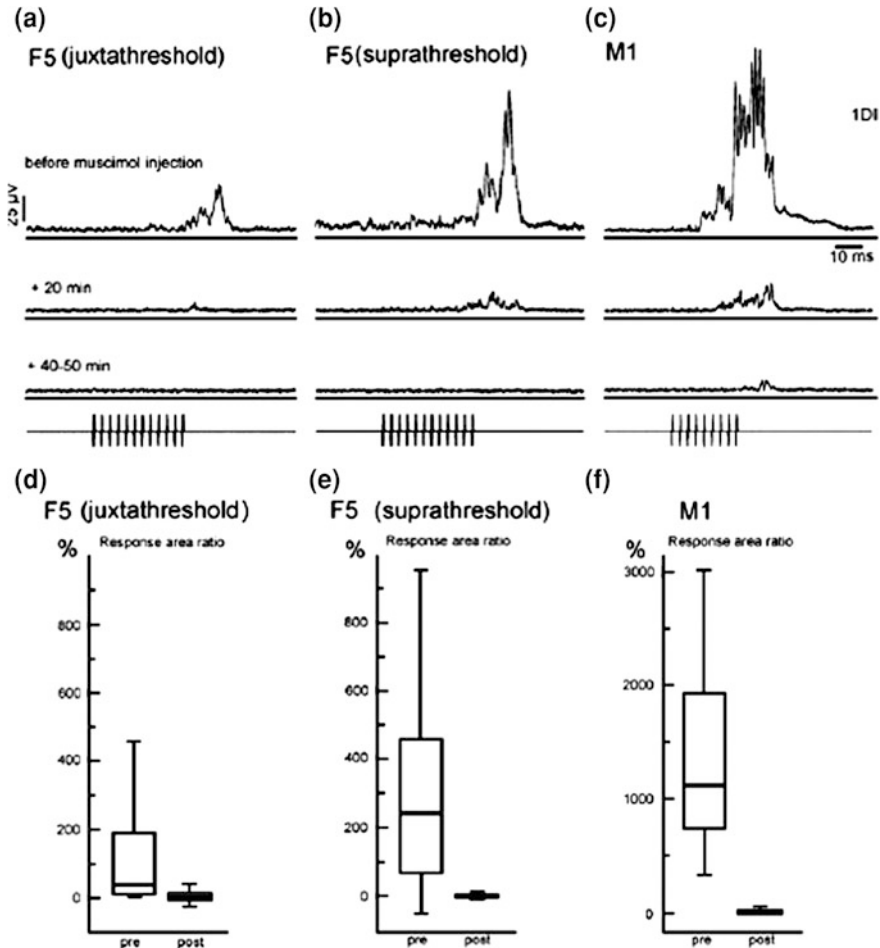 (a) (b) (c)
F5 (juxtathreshold) F5(suprathreshold) M1
1DI
before muscimol injection
25 µV
10 ms
+ 20 min
+ 40-50 min
(d) (e) (f)
F5 (juxtathreshold) F5 (suprathreshold) M1
% Response area ratio % Response area ratio % Response area ratio
800
600
400
200
0
pre post
800
600
400
200
0
pre post
3000
2000
1000
0
pre post